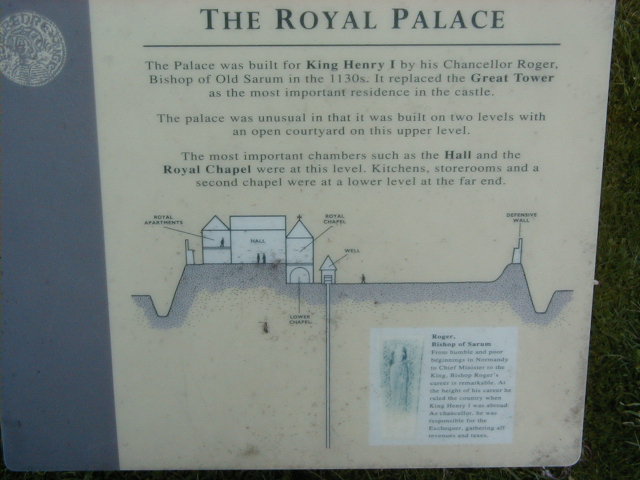 THE ROYAL PALACE
The Palace was built for King Henry I by his Chancellor Roger,
Bishop of Old Sarum in the 1130s. It replaced the Great Tower
as the most important residence in the castle.
The palace was unusual in that it was built on two levels with
an open courtyard on this upper level.
The most important chambers such as the Hall and the
Royal Chapel were at this level. Kitchens, storerooms and a
second chapel were at a lower level at the far end.
ROYAL
APARTMENTS
HALL
ROYAL
CHAPEL
WELL
DEFENSIVE
WALL
LOWER
CHAPEL
Roger,
Bishop of Sarum
From humble and poor
beginnings in Normandy
to Chief Minister to the
King, Bishop Roger's
career is remarkable. At
the height of his career he
ruled the country when
King Henry I was abroad.
As chancellor, he was
responsible for the
Exchequer, gathering all
revenues and taxes.